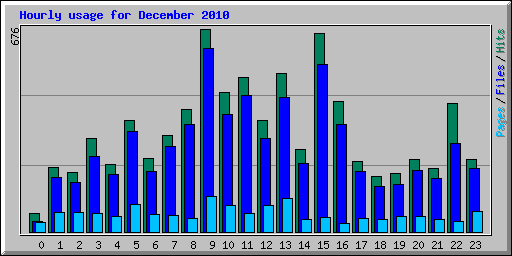 Hourly usage for December 2010
676
Pages/Files/Hits
0 1 2 3 4 5 6 7 8 9 10 11 12 13 14 15 16 17 18 19 20 21 22 23